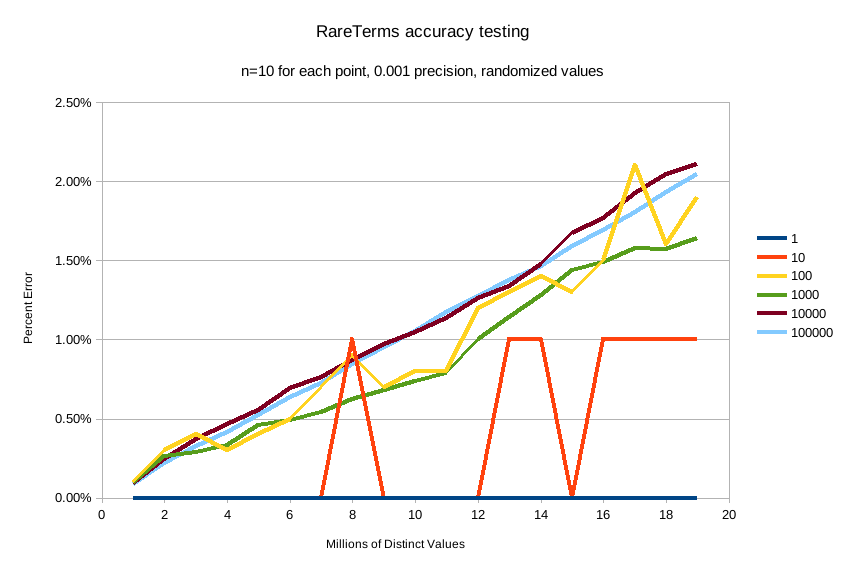 RareTerms accuracy testing
n=10 for each point, 0.001 precision, randomized values
2.50%
2.00%
1.50%
1.00%
0.50%
0.00%
Percent Error
0 2 4 6 8 10 12 14 16 18 20
Millions of Distinct Values
1
10
100
1000
10000
100000